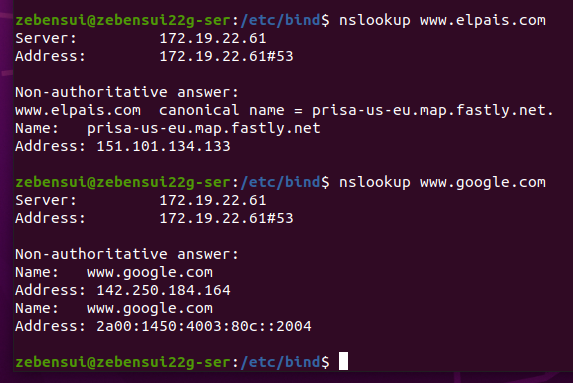 zebensui@zebensui22g-ser:/etc/bind$ nslookup www.elpais.com
Server:         172.19.22.61
Address:        172.19.22.61#53

Non-authoritative answer:
www.elpais.com  canonical name = prisa-us-eu.map.fastly.net.
Name:   prisa-us-eu.map.fastly.net
Address: 151.101.134.133

zebensui@zebensui22g-ser:/etc/bind$ nslookup www.google.com
Server:         172.19.22.61
Address:        172.19.22.61#53

Non-authoritative answer:
Name:   www.google.com
Address: 142.250.184.164
Name:   www.google.com
Address: 2a00:1450:4003:80c::2004

zebensui@zebensui22g-ser:/etc/bind$